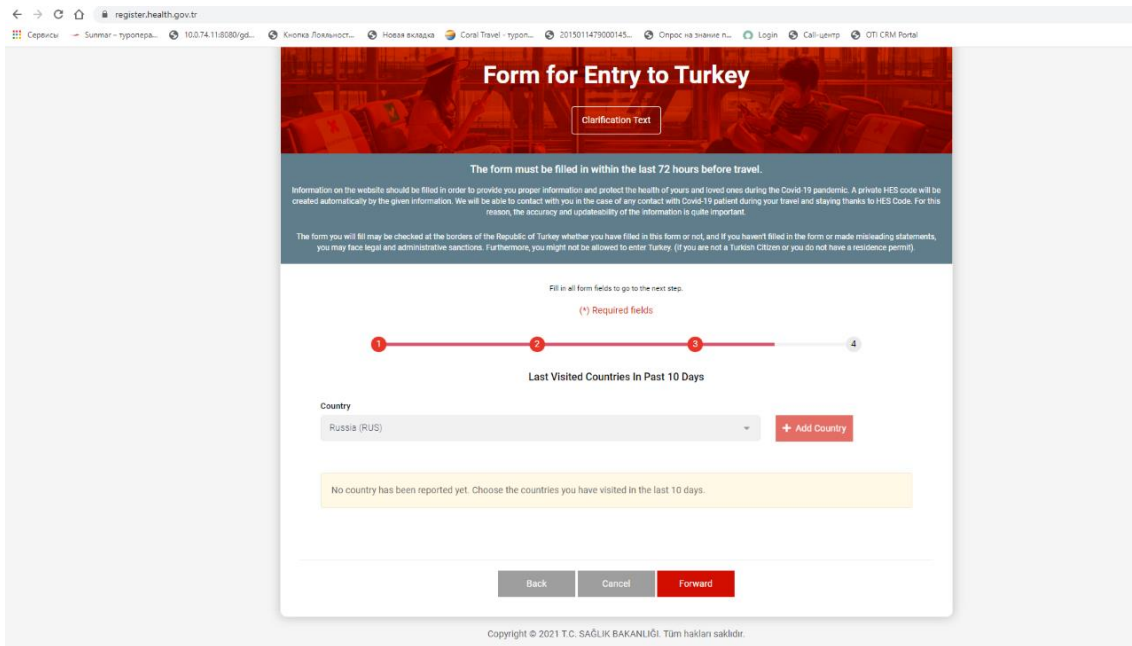 register.health.gov.tr
Сервисы Sunmar – туропера... 10.0.74.11:8080/gd... Кнопка Лояльност... Новая вкладка Coral Travel - туроп... 2015011479000145... Опрос на знание п... Login Call-центр OTI CRM Portal
Form for Entry to Turkey
Clarification Text
The form must be filled in within the last 72 hours before travel.
Information on the website should be filled in order to provide you proper information and protect the health of yours and loved ones during the Covid-19 pandemic. A private HES code will be
created automatically by the given information. We will be able to contact with you in the case of any contact with Covid-19 patient during your travel and staying thanks to HES Code. For this
reason, the accuracy and updateability of the information is quite important.
The form you will fill may be checked at the borders of the Republic of Turkey whether you have filled in this form or not, and If you haven't filled in the form or made misleading statements,
you may face legal and administrative sanctions. Furthermore, you might not be allowed to enter Turkey. (if you are not a Turkish Citizen or you do not have a residence permit).
Fill in all form fields to go to the next step.
(*) Required fields
1 2 3 4
Last Visited Countries In Past 10 Days
Country
Russia (RUS)
+ Add Country
No country has been reported yet. Choose the countries you have visited in the last 10 days.
Back Cancel Forward
Copyright © 2021 T.C. SAĞLIK BAKANLIĞI. Tüm hakları saklıdır.